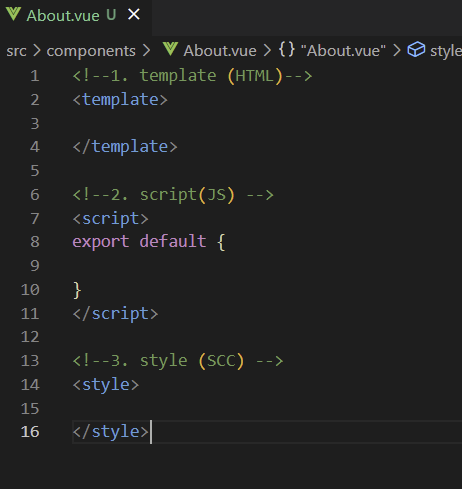 About.vue U ×
src > components > About.vue > {} "About.vue" > style
1 <!--1. template (HTML)-->
2 <template>
3
4 </template>
5
6 <!--2. script(JS) -->
7 <script>
8 export default {
9
10 }
11 </script>
12
13 <!--3. style (SCC) -->
14 <style>
15
16 </style>